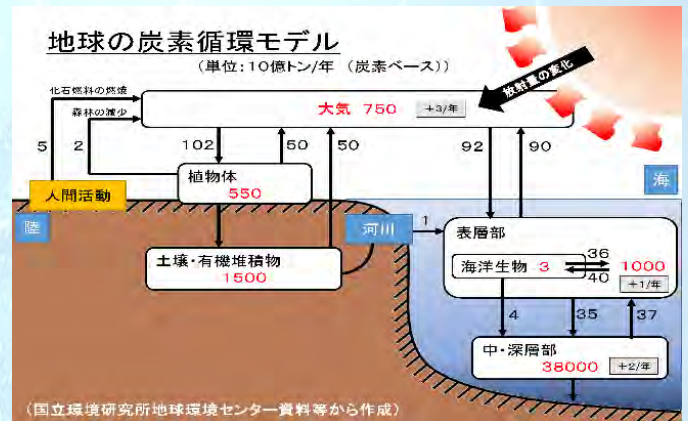 地球の炭素循環モデル
(単位:10億トン/年 (炭素ベース))
放射量の変化
化石燃料の燃焼
大気 750 +3/年
森林の減少
5 2 102 50 50 92 90
植物体
550
人間活動
海
陸
河川
1
表層部
土壌・有機堆積物
1500
海洋生物 3
36
40
1000
+1/年
4 35 37
中・深層部
38000 +2/年
(国立環境研究所地球環境センター資料等から作成)